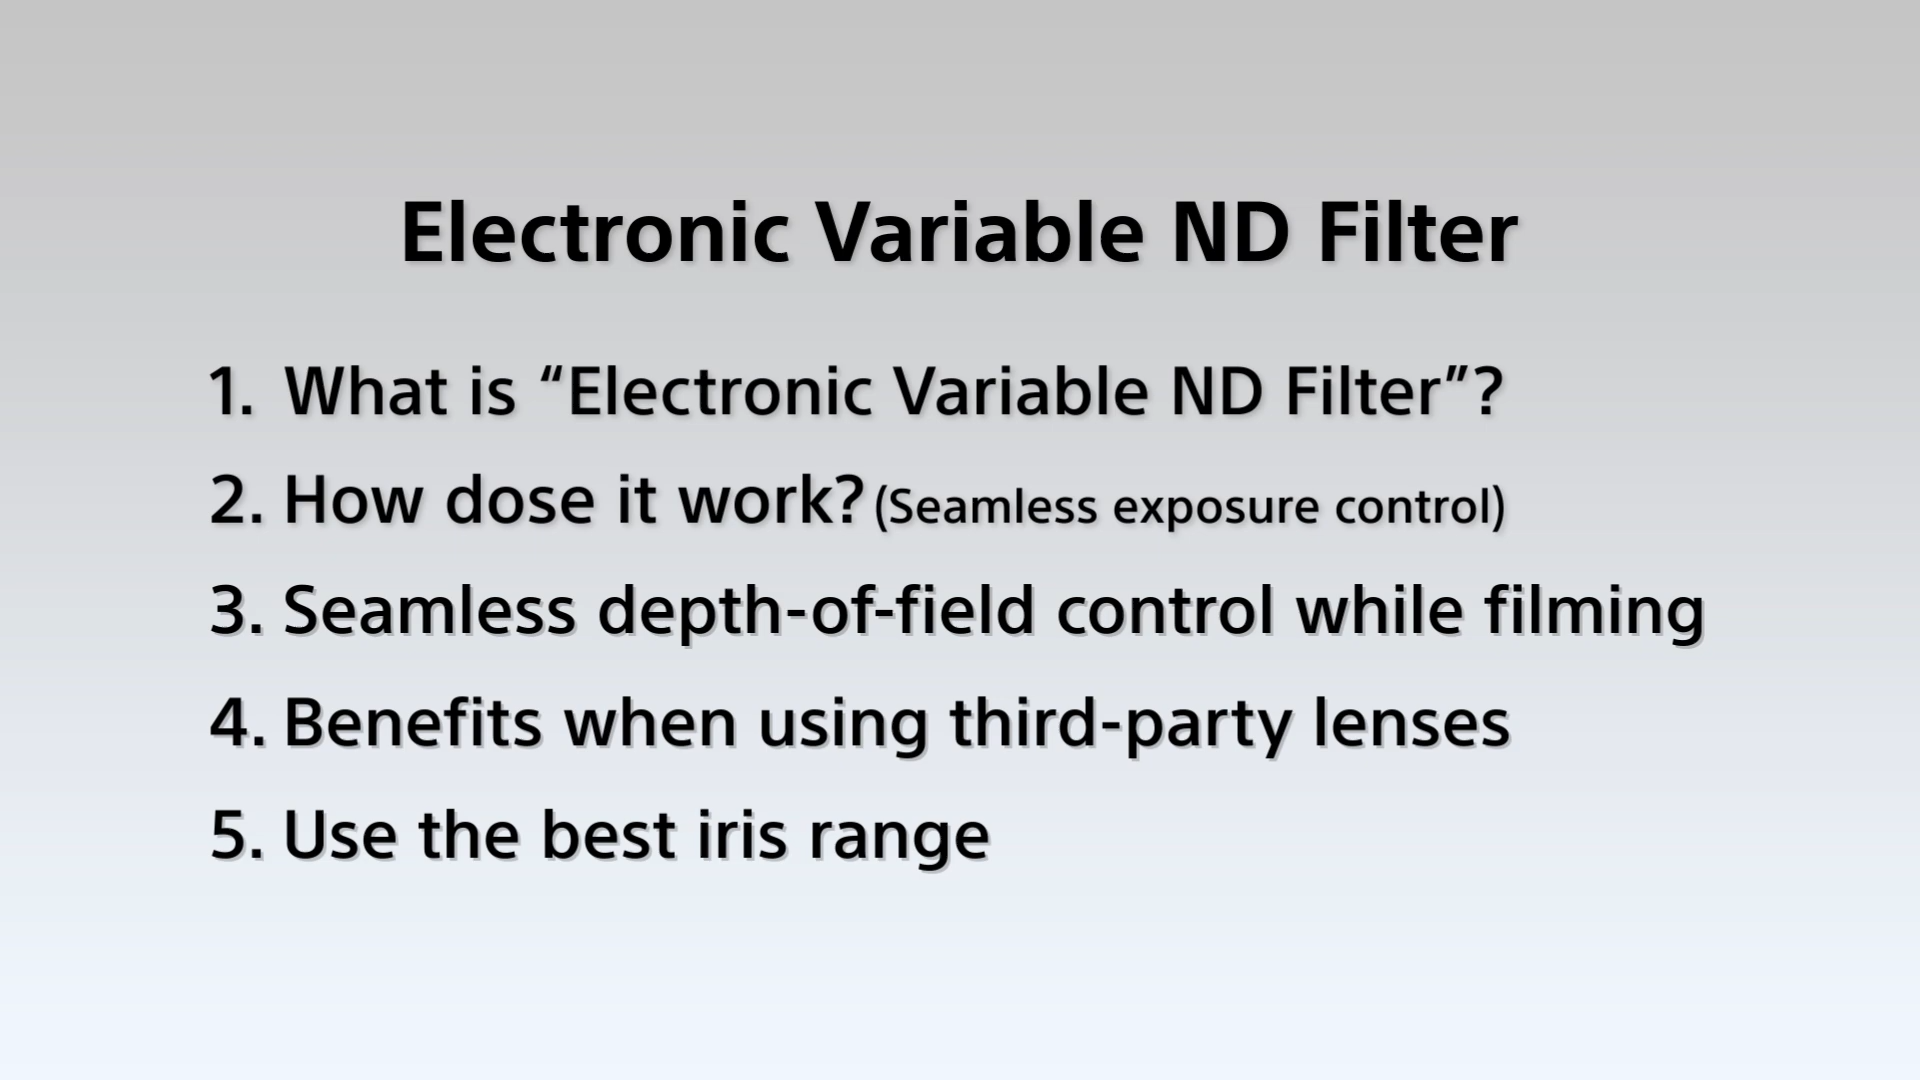 Electronic Variable ND Filter
1. What is “Electronic Variable ND Filter”?
2. How dose it work? (Seamless exposure control)
3. Seamless depth-of-field control while filming
4. Benefits when using third-party lenses
5. Use the best iris range